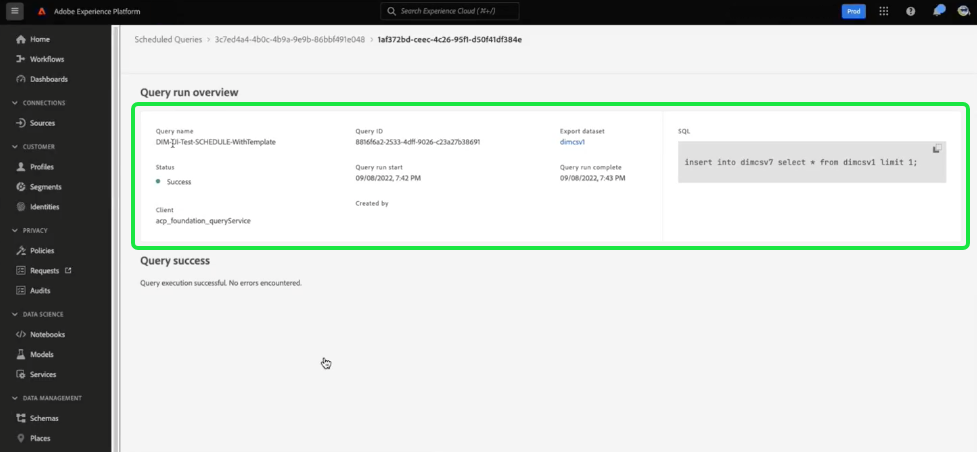 Adobe Experience Platform
Search Experience Cloud (⌘+/)
Prod
Home
Workflows
Dashboards
CONNECTIONS
Sources
CUSTOMER
Profiles
Segments
Identities
PRIVACY
Policies
Requests
Audits
DATA SCIENCE
Notebooks
Models
Services
DATA MANAGEMENT
Schemas
Places
Scheduled Queries > 3c7ed4a4-4b0c-4b9a-9e9b-86bbf491e048 > 1af372bd-ceec-4c26-95f1-d50f41df384e
Query run overview
Query name
DIM-DI-Test-SCHEDULE-WithTemplate
Query ID
8816f6a2-2533-4dff-9026-c23a27b38691
Export dataset
dimcsv1
Status
Success
Query run start
09/08/2022, 7:42 PM
Query run complete
09/08/2022, 7:43 PM
Client
acp_foundation_queryService
Created by
SQL
insert into dimcsv7 select * from dimcsv1 limit 1;
Query success
Query execution successful. No errors encountered.